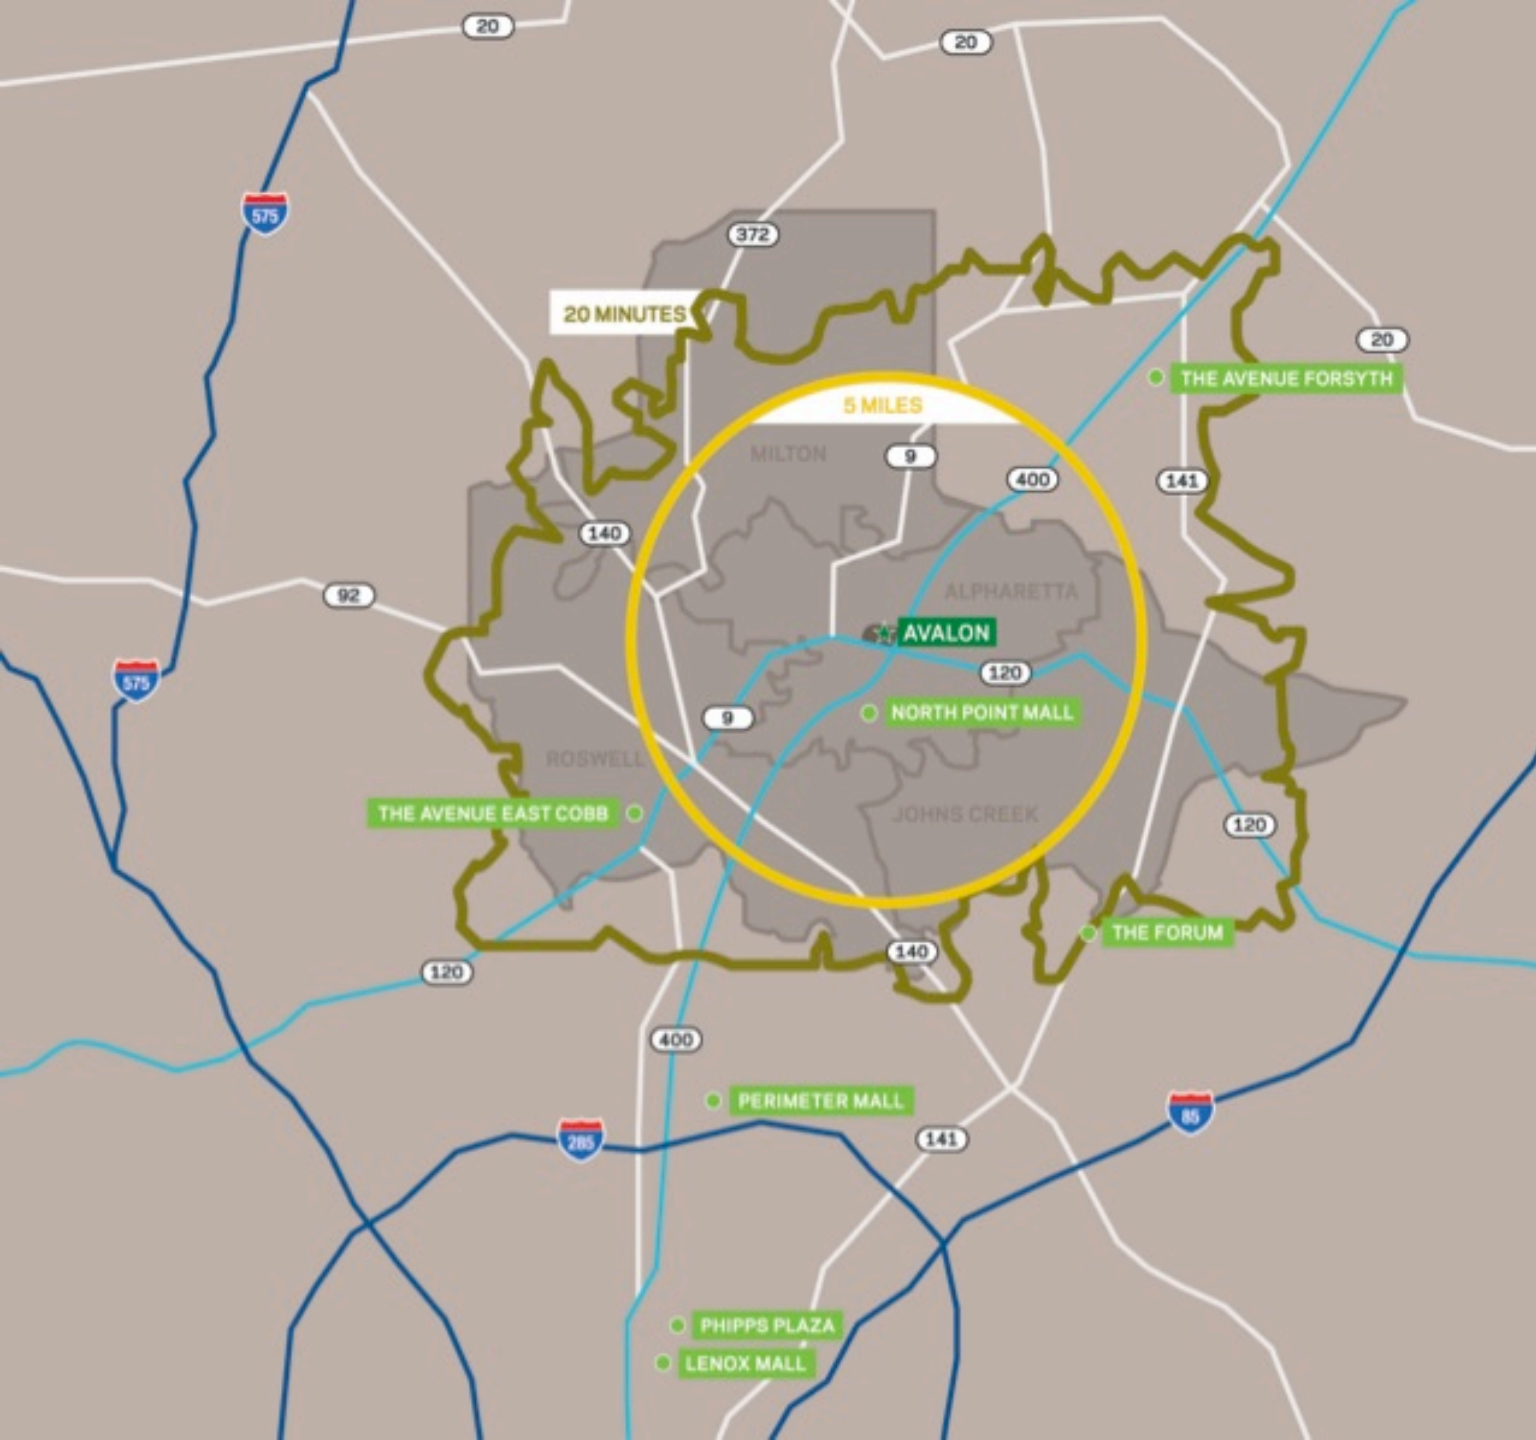 20
20
575
372
20 MINUTES
20
THE AVENUE FORSYTH
5 MILES
MILTON
9
400
141
140
92
ALPHARETTA
AVALON
120
575
NORTH POINT MALL
9
ROSWELL
THE AVENUE EAST COBB
JOHNS CREEK
120
THE FORUM
140
120
400
PERIMETER MALL
85
285
141
PHIPPS PLAZA
LENOX MALL